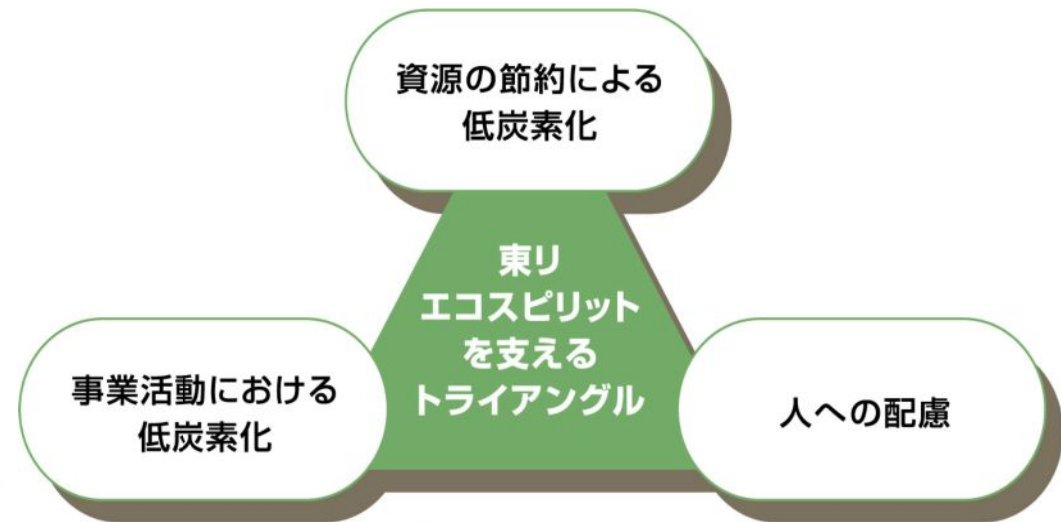 資源の節約による
低炭素化
東リ
エコスピリット
を支える
トライアングル
事業活動における
低炭素化
人への配慮